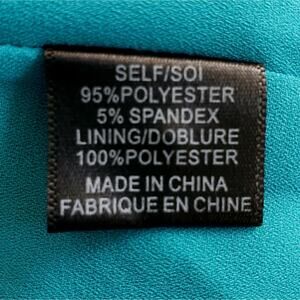 SELF/SOI
95%POLYESTER
5% SPANDEX
LINING/DOBLURE
100%POLYESTER
MADE IN CHINA
FABRIQUE EN CHINE